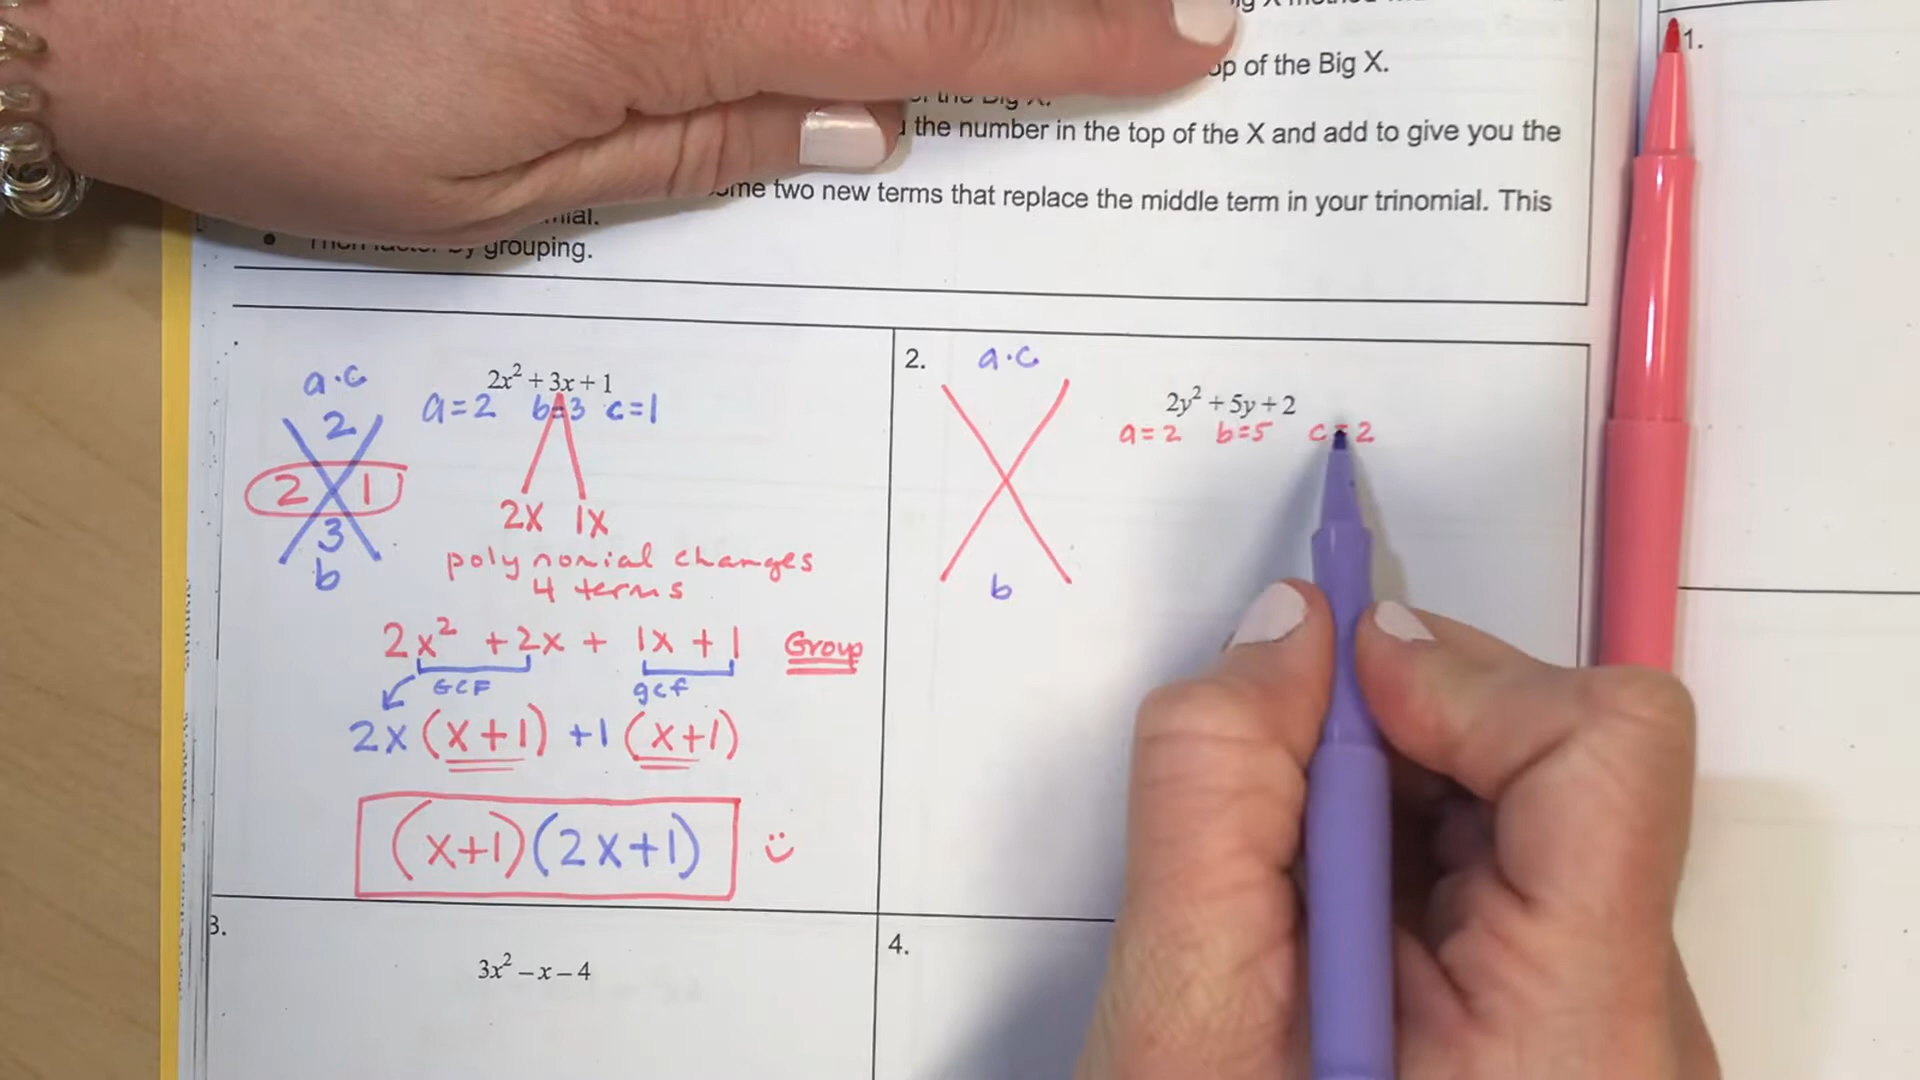 op of the Big X.
the number in the top of the X and add to give you the
two new terms that replace the middle term in your trinomial. This
grouping.
1.
a·c
2x² + 3x + 1
a=2 b=3 c=1
2
2 1
3
b
2x 1x
polynomial changes
4 terms
2x² + 2x + 1x + 1 Group
GCF gcf
2x (x+1) +1 (x+1)
(x+1)(2x+1)
2. a·c
2y² + 5y + 2
a=2 b=5 c=2
b
3.
3x² – x – 4
4.